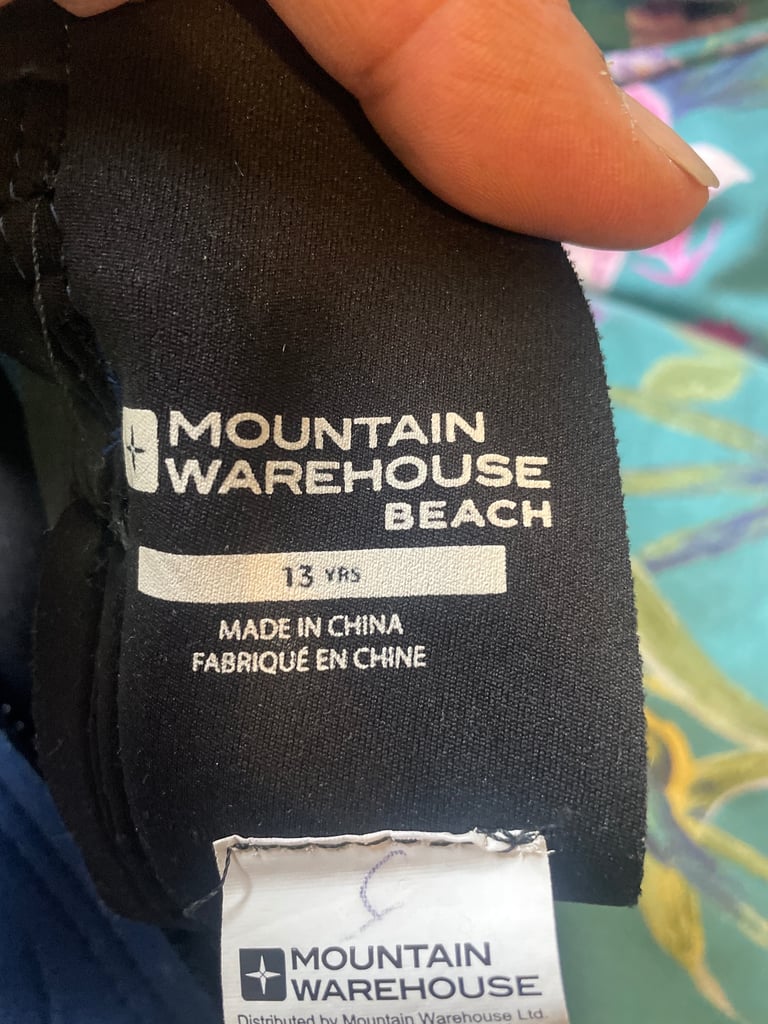 MOUNTAIN
WAREHOUSE
BEACH
13 YRS
MADE IN CHINA
FABRIQUÉ EN CHINE
MOUNTAIN
WAREHOUSE
Distributed by Mountain Warehouse Ltd.